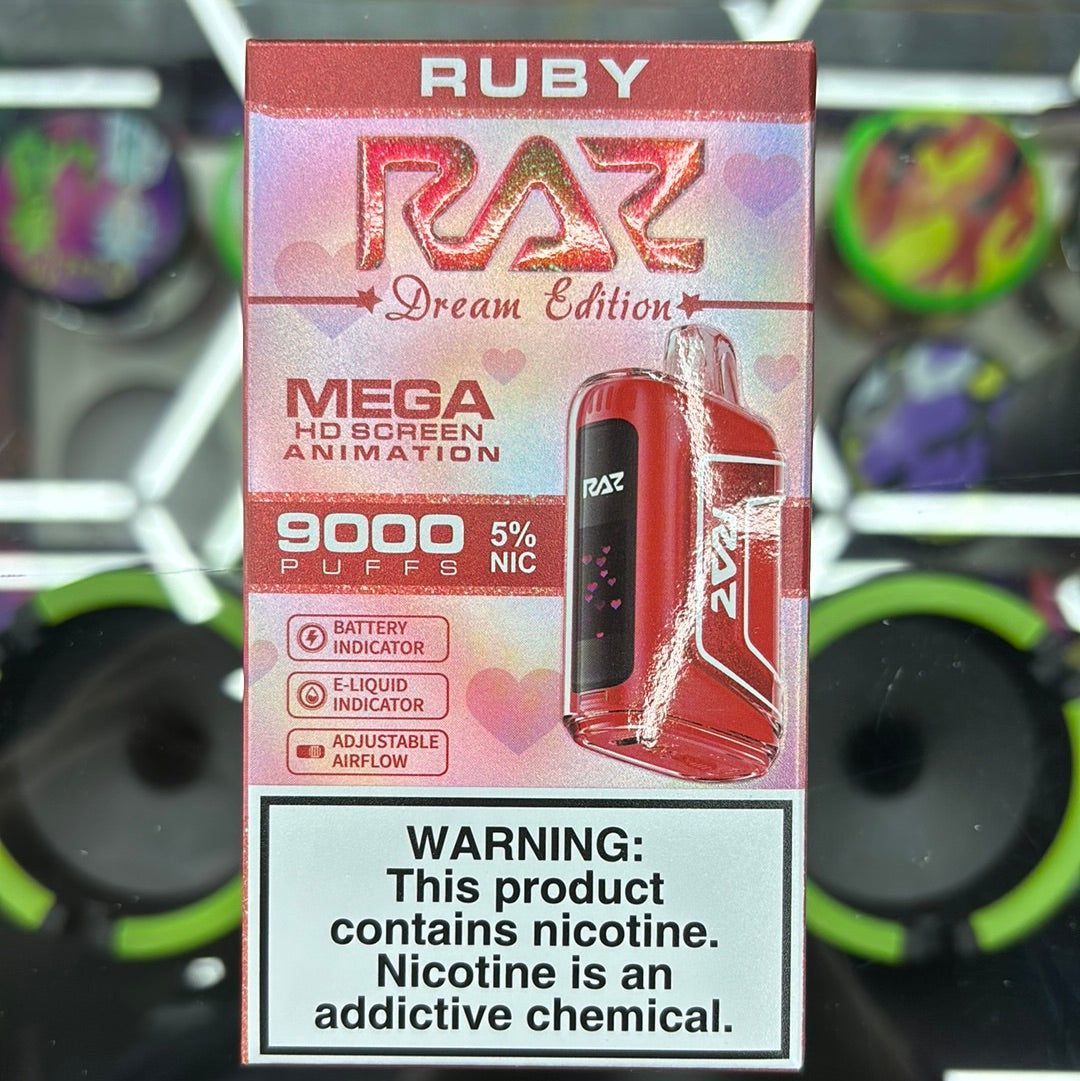 RUBY
RAZ
Dream Edition
MEGA
HD SCREEN
ANIMATION
9000
PUFFS
5%
NIC
RAZ
RAZ
BATTERY
INDICATOR
E-LIQUID
INDICATOR
ADJUSTABLE
AIRFLOW
WARNING:
This product
contains nicotine.
Nicotine is an
addictive chemical.